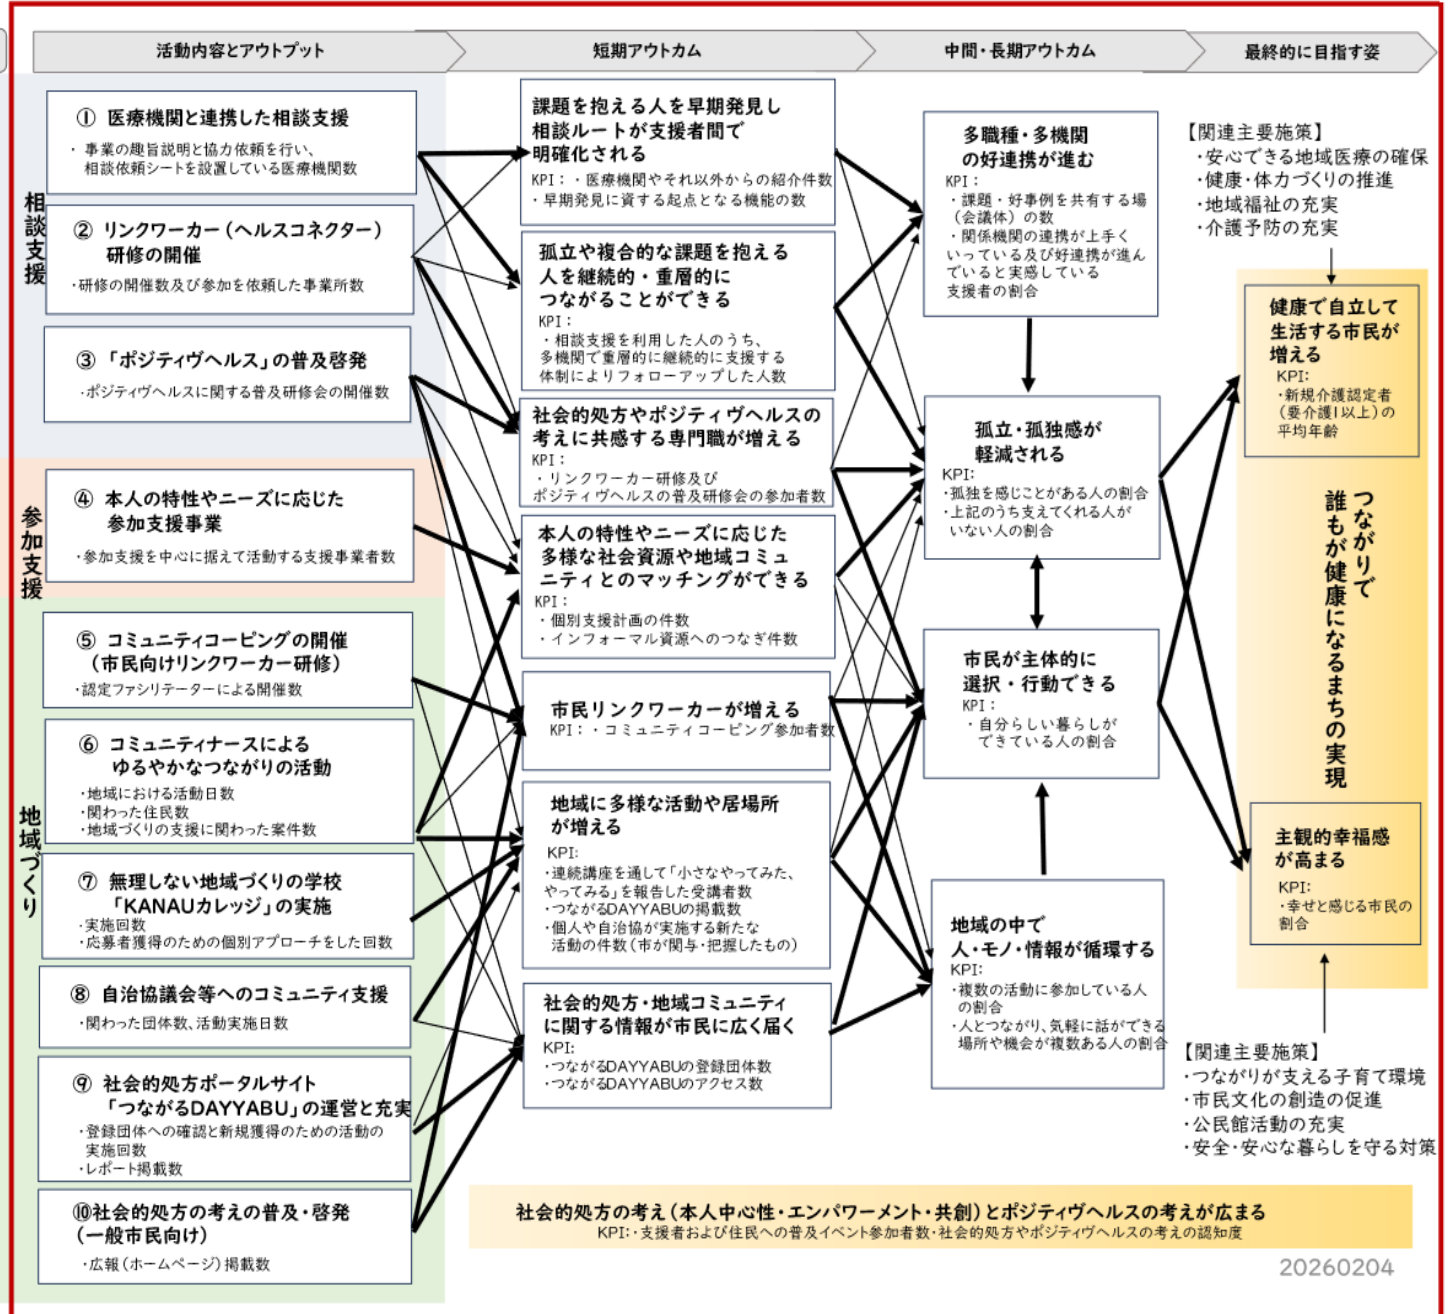 活動内容とアウトプット
短期アウトカム
中間・長期アウトカム
最終的に目指す姿
相談支援
① 医療機関と連携した相談支援
・ 事業の趣旨説明と協力依頼を行い、
相談依頼シートを設置している医療機関数
② リンクワーカー（ヘルスコネクター）
研修の開催
・研修の開催数及び参加を依頼した事業所数
③ 「ポジティヴヘルス」の普及啓発
・ポジティヴヘルスに関する普及研修会の開催数
参加支援
④ 本人の特性やニーズに応じた
参加支援事業
・参加支援を中心に据えて活動する支援事業者数
地域づくり
⑤ コミュニティコーピングの開催
（市民向けリンクワーカー研修）
・認定ファシリテーターによる開催数
⑥ コミュニティナースによる
ゆるやかなつながりの活動
・地域における活動日数
・関わった住民数
・地域づくりの支援に関わった案件数
⑦ 無理しない地域づくりの学校
「KANAUカレッジ」の実施
・実施回数
・応募者獲得のための個別アプローチをした回数
⑧ 自治協議会等へのコミュニティ支援
・関わった団体数、活動実施日数
⑨ 社会的処方ポータルサイト
「つながるDAYYABU」の運営と充実
・登録団体への確認と新規獲得のための活動の
実施回数
・レポート掲載数
⑩社会的処方の考えの普及・啓発
（一般市民向け）
・広報（ホームページ）掲載数
課題を抱える人を早期発見し
相談ルートが支援者間で
明確化される
KPI：・医療機関やそれ以外からの紹介件数
・早期発見に資する起点となる機能の数
孤立や複合的な課題を抱える
人を継続的・重層的に
つながることができる
KPI：
・相談支援を利用した人のうち、
多機関で重層的に継続的に支援する
体制によりフォローアップした人数
社会的処方やポジティヴヘルスの
考えに共感する専門職が増える
KPI：
・リンクワーカー研修及び
ポジティヴヘルスの普及研修会の参加者数
本人の特性やニーズに応じた
多様な社会資源や地域コミュ
ニティとのマッチングができる
KPI：
・個別支援計画の件数
・インフォーマル資源へのつなぎ件数
市民リンクワーカーが増える
KPI：・コミュニティコーピング参加者数
地域に多様な活動や居場所
が増える
KPI:
・連続講座を通して「小さなやってみた、
やってみる」を報告した受講者数
・つながるDAYYABUの掲載数
・個人や自治協が実施する新たな
活動の件数（市が関与・把握したもの）
社会的処方・地域コミュニティ
に関する情報が市民に広く届く
KPI:
・つながるDAYYABUの登録団体数
・つながるDAYYABUのアクセス数
多職種・多機関
の好連携が進む
KPI：
・課題・好事例を共有する場
（会議体）の数
・関係機関の連携が上手く
いっている及び好連携が進ん
でいると実感している
支援者の割合
孤立・孤独感が
軽減される
KPI:
・孤独を感じことがある人の割合
・上記のうち支えてくれる人が
いない人の割合
市民が主体的に
選択・行動できる
KPI：
・自分らしい暮らしが
できている人の割合
地域の中で
人・モノ・情報が循環する
KPI:
・複数の活動に参加している人
の割合
・人とつながり、気軽に話ができる
場所や機会が複数ある人の割合
【関連主要施策】
・安心できる地域医療の確保
・健康・体力づくりの推進
・地域福祉の充実
・介護予防の充実
健康で自立して
生活する市民が
増える
KPI:
・新規介護認定者
（要介護1以上）の
平均年齢
つながりで
誰もが健康になるまちの実現
主観的幸福感
が高まる
KPI:
・幸せと感じる市民の
割合
【関連主要施策】
・つながりが支える子育て環境
・市民文化の創造の促進
・公民館活動の充実
・安全・安心な暮らしを守る対策
社会的処方の考え（本人中心性・エンパワーメント・共創）とポジティヴヘルスの考えが広まる
KPI:・支援者および住民への普及イベント参加者数・社会的処方やポジティヴヘルスの考えの認知度
20260204